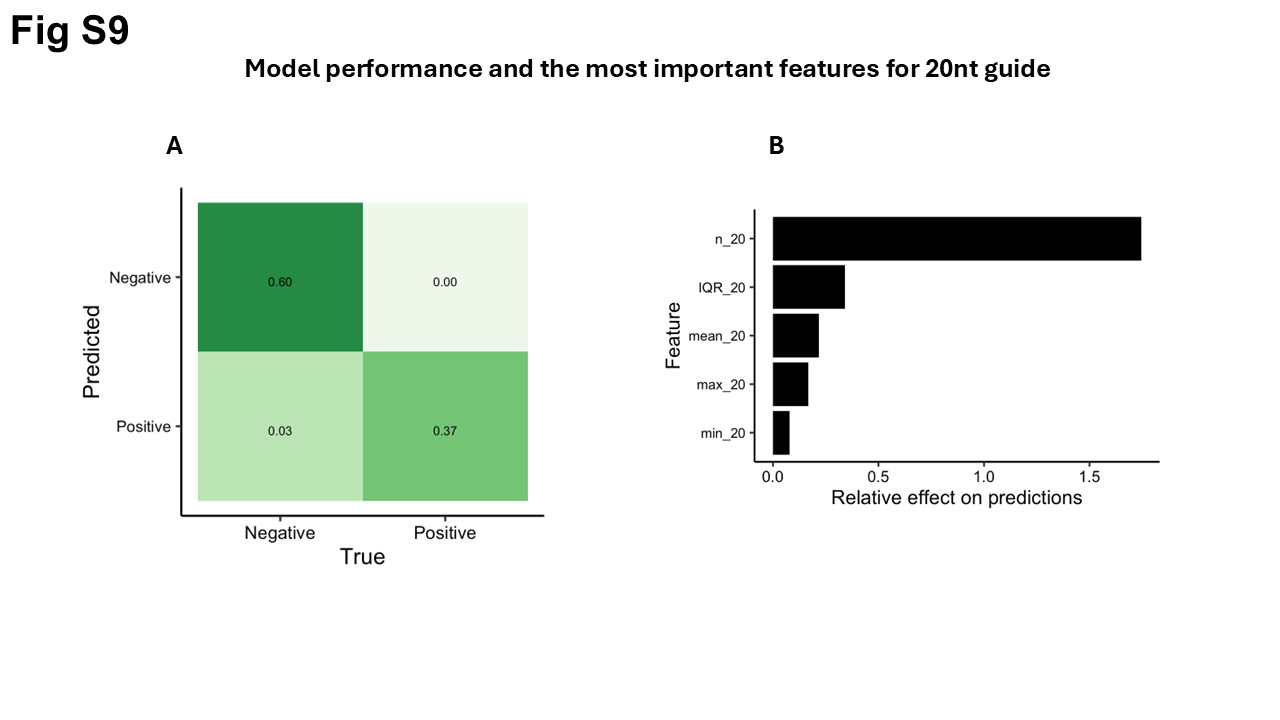 Fig S9
Model performance and the most important features for 20nt guide
A
Predicted
Negative
Positive
0.60
0.00
0.03
0.37
Negative
Positive
True
B
Feature
n_20
IQR_20
mean_20
max_20
min_20
0.0
0.5
1.0
1.5
Relative effect on predictions